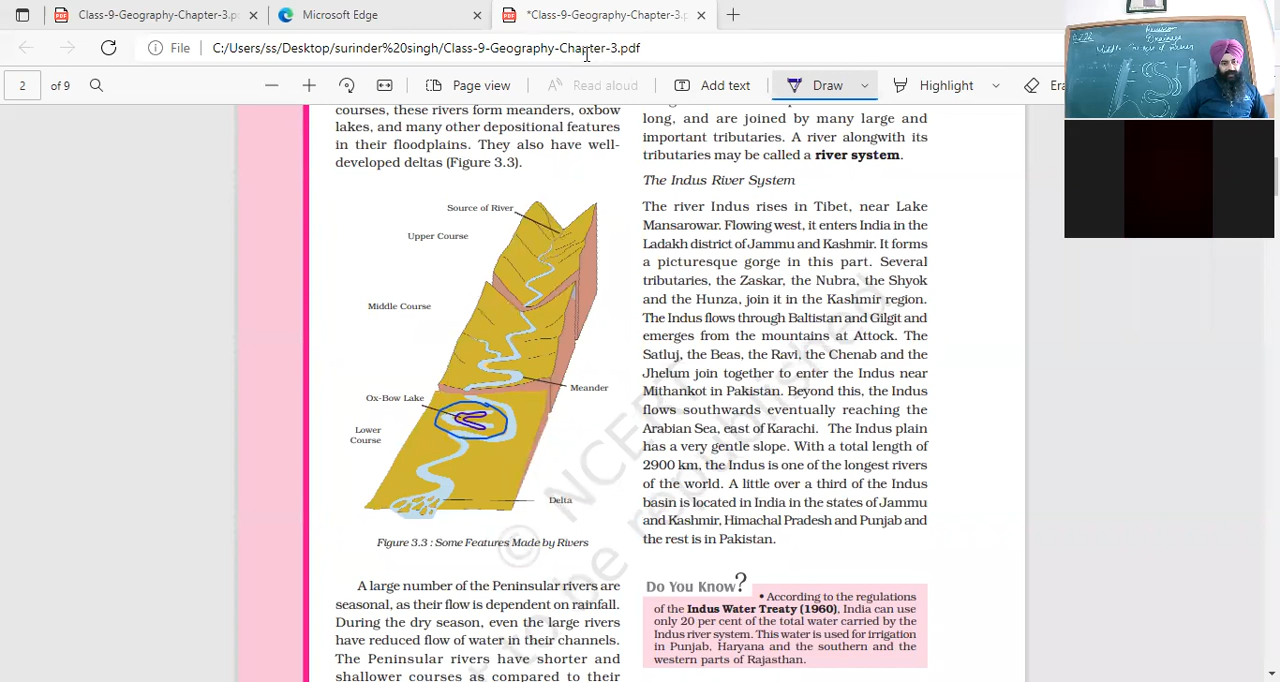 Class-9-Geography-Chapter-3.p
Microsoft Edge
*Class-9-Geography-Chapter-3.p
File
C:/Users/ss/Desktop/surinder%20singh/Class-9-Geography-Chapter-3.pdf
2 of 9
Page view
Read aloud
Add text
Draw
Highlight
Era
Drainage
courses, these rivers form meanders, oxbow
lakes, and many other depositional features
in their floodplains. They also have well-
developed deltas (Figure 3.3).
Source of River
Upper Course
Middle Course
Meander
Ox-Bow Lake
Lower
Course
Delta
Figure 3.3 : Some Features Made by Rivers
A large number of the Peninsular rivers are
seasonal, as their flow is dependent on rainfall.
During the dry season, even the large rivers
have reduced flow of water in their channels.
The Peninsular rivers have shorter and
shallower courses as compared to their
long, and are joined by many large and
important tributaries. A river alongwith its
tributaries may be called a river system.
The Indus River System
The river Indus rises in Tibet, near Lake
Mansarowar. Flowing west, it enters India in the
Ladakh district of Jammu and Kashmir. It forms
a picturesque gorge in this part. Several
tributaries, the Zaskar, the Nubra, the Shyok
and the Hunza, join it in the Kashmir region.
The Indus flows through Baltistan and Gilgit and
emerges from the mountains at Attock. The
Satluj, the Beas, the Ravi, the Chenab and the
Jhelum join together to enter the Indus near
Mithankot in Pakistan. Beyond this, the Indus
flows southwards eventually reaching the
Arabian Sea, east of Karachi. The Indus plain
has a very gentle slope. With a total length of
2900 km, the Indus is one of the longest rivers
of the world. A little over a third of the Indus
basin is located in India in the states of Jammu
and Kashmir, Himachal Pradesh and Punjab and
the rest is in Pakistan.
Do You Know?
• According to the regulations
of the Indus Water Treaty (1960), India can use
only 20 per cent of the total water carried by the
Indus river system. This water is used for irrigation
in Punjab, Haryana and the southern and the
western parts of Rajasthan.
© NCERT
to be republished